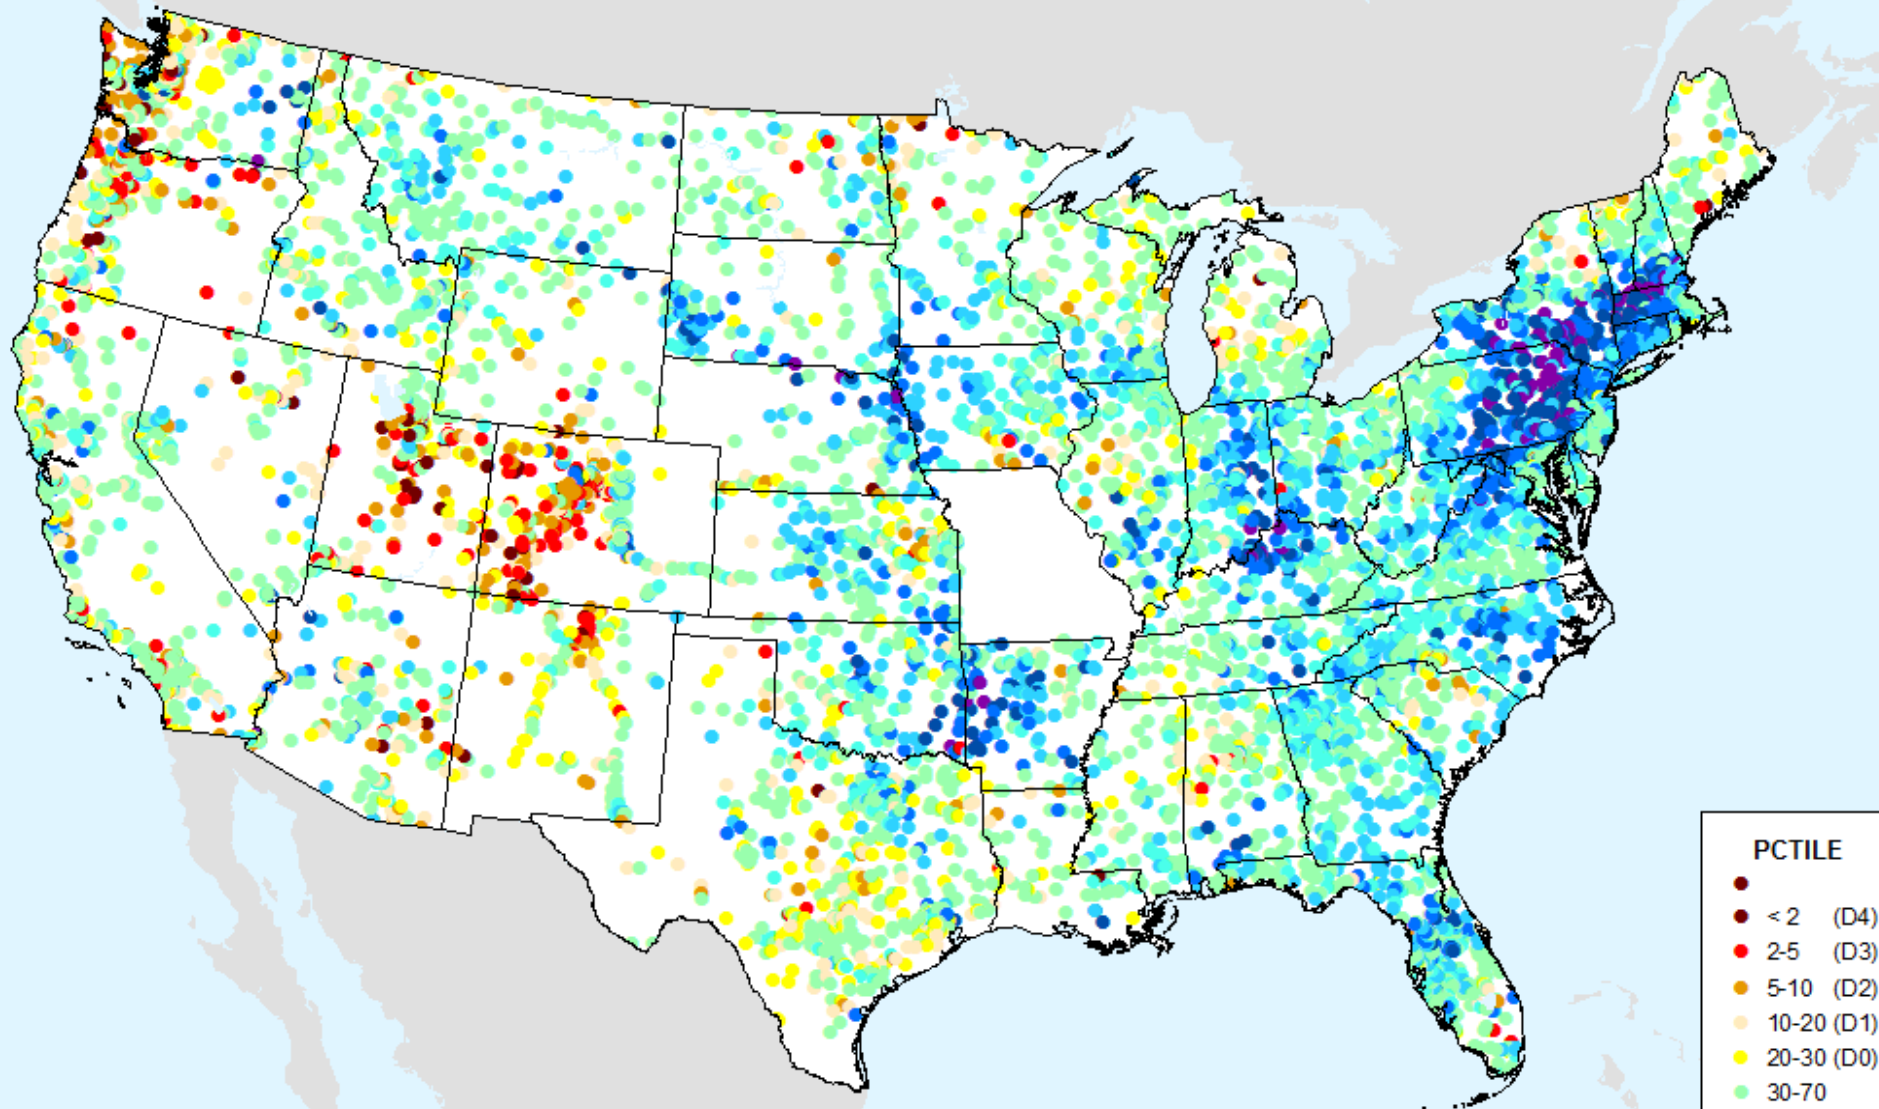 PCTILE
< 2 (D4)
2-5 (D3)
5-10 (D2)
10-20 (D1)
20-30 (D0)
30-70